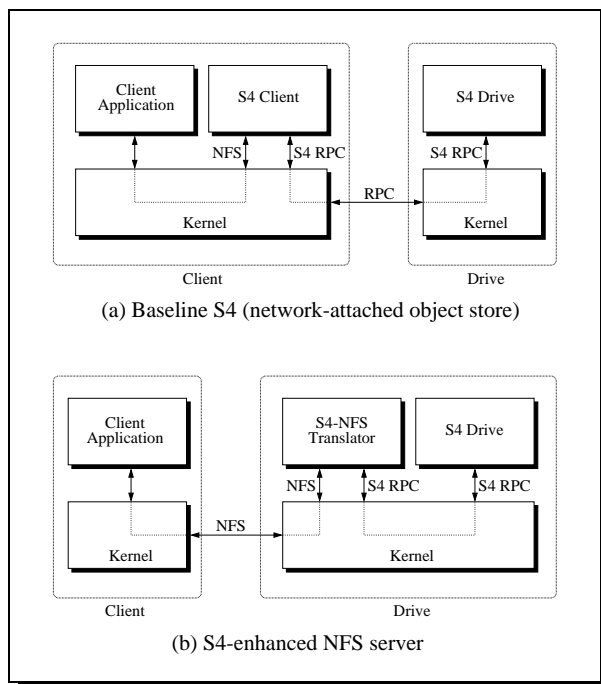 Client
Application
S4 Client
S4 Drive
NFS
S4 RPC
S4 RPC
Kernel
RPC
Kernel
Client
Drive
(a) Baseline S4 (network-attached object store)
Client
Application
S4-NFS
Translator
S4 Drive
NFS
S4 RPC
S4 RPC
Kernel
NFS
Kernel
Client
Drive
(b) S4-enhanced NFS server